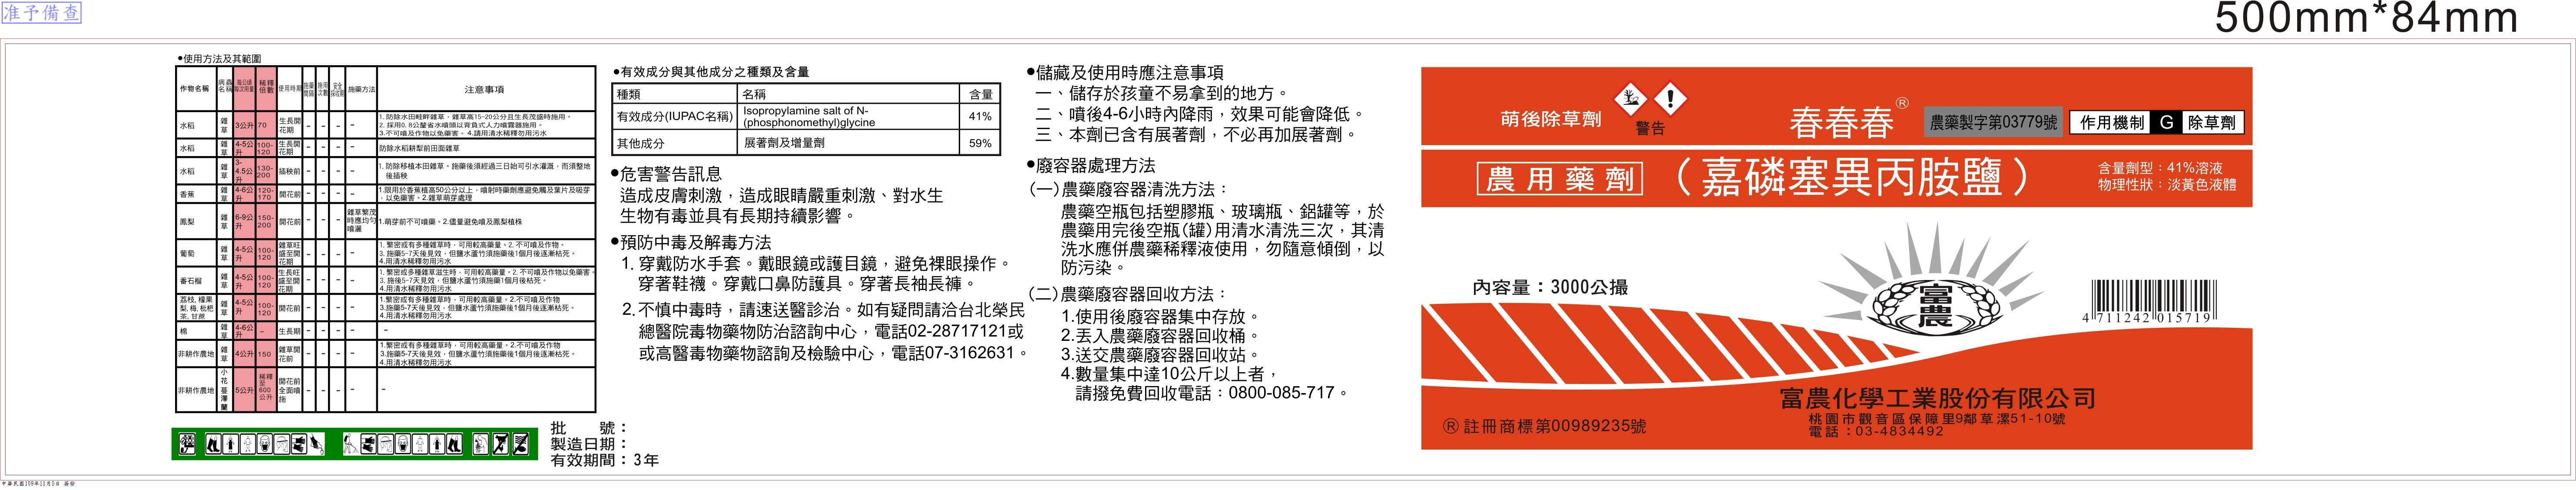 准予備查
500mm*84mm
●使用方法及其範圍
作物名稱 病蟲名稱 每公頃每次用量 稀釋倍數 使用時期 施藥間隔 施用次數 安全採收期 施藥方法 注意事項
水稻 雜草 3公升 70 生長開花期 - - - - 1. 防除水田畦畔雜草、雜草高15-20公分且生長茂盛時施用。
2. 採用0. 8公釐省水噴頭以背負式人力噴霧器施用。
3.不可噴及作物以免藥害。 4.請用清水稀釋勿用污水
水稻 雜草 4-5公升 100-120 生長開花期 - - - - 防除水稻耕犁前田面雜草
水稻 雜草 3-4.5公升 130-200 插秧前 - - - - 1. 防除移植本田雜草。施藥後須經過三日始可引水灌溉，而須整地
後插秧
香蕉 雜草 4-6公升 120-170 開花前 - - - - 1.限用於香蕉植高50公分以上，噴射時藥劑應避免觸及葉片及吸芽
，以免藥害。2.雜草萌芽處理
鳳梨 雜草 6-9公升 150-200 開花前 - - - 雜草繁茂時應均勻噴灑 1.萌芽前不可噴藥。2.儘量避免噴及鳳梨植株
葡萄 雜草 4-5公升 100-120 雜草旺盛至開花期 - - - - 1. 繁密或有多種雜草時，可用較高藥量。2. 不可噴及作物。
3. 施藥5-7天後見效，但鹽水蘆竹須施藥後1個月後逐漸枯死。
4.用清水稀釋勿用污水
番石榴 雜草 4-5公升 100-120 生長旺盛至開花期 - - - - 1. 繁密或多種雜草滋生時，可用較高藥量。2. 不可噴及作物以免藥害。
3. 施後5-7天後見效，但鹽水蘆竹須施藥1個月後枯死。
4.用清水稀釋勿用污水
荔枝, 檬果 梨, 梅, 枇杷 茶, 甘蔗 雜草 4-5公升 100-120 開花前 - - - - 1.繁密或有多種雜草時，可用較高藥量。2.不可噴及作物
3.施藥5-7天後見效，但鹽水蘆竹須施藥後1個月後逐漸枯死。
4.用清水稀釋勿用污水
棉 雜草 4-6公升 - 生長期 - - - - -
非耕作農地 雜草 4公升 150 雜草開花前 - - - - 1.繁密或有多種雜草時，可用較高藥量。2.不可噴及作物
3.施藥5-7天後見效，但鹽水蘆竹須施藥後1個月後逐漸枯死。
4.用清水稀釋勿用污水
非耕作農地 小花蔓澤蘭 5公升 稀釋至600公升 開花前全面噴施 - - - - -
批　　號：
製造日期：
有效期間：3年
●有效成分與其他成分之種類及含量
種類 名稱 含量
有效成分(IUPAC名稱) Isopropylamine salt of N-
(phosphonomethyl)glycine 41%
其他成分 展著劑及增量劑 59%
●危害警告訊息
造成皮膚刺激，造成眼睛嚴重刺激、對水生
生物有毒並具有長期持續影響。
●預防中毒及解毒方法
1. 穿戴防水手套。戴眼鏡或護目鏡，避免裸眼操作。
穿著鞋襪。穿戴口鼻防護具。穿著長袖長褲。
2.不慎中毒時，請速送醫診治。如有疑問請洽台北榮民
總醫院毒物藥物防治諮詢中心，電話02-28717121或
或高醫毒物藥物諮詢及檢驗中心，電話07-3162631。
●儲藏及使用時應注意事項
一、儲存於孩童不易拿到的地方。
二、噴後4-6小時內降雨，效果可能會降低。
三、本劑已含有展著劑，不必再加展著劑。
●廢容器處理方法
(一)農藥廢容器清洗方法：
農藥空瓶包括塑膠瓶、玻璃瓶、鋁罐等，於
農藥用完後空瓶(罐)用清水清洗三次，其清
洗水應併農藥稀釋液使用，勿隨意傾倒，以
防污染。
(二)農藥廢容器回收方法：
1.使用後廢容器集中存放。
2.丟入農藥廢容器回收桶。
3.送交農藥廢容器回收站。
4.數量集中達10公斤以上者，
請撥免費回收電話：0800-085-717。
萌後除草劑
警告
春春春®
農藥製字第03779號
作用機制 G 除草劑
農用藥劑
（嘉磷塞異丙胺鹽）
含量劑型：41%溶液
物理性狀：淡黃色液體
內容量：3000公撮
富農
4 711242 015719
富農化學工業股份有限公司
桃園市觀音區保障里9鄰草漯51-10號
電話：03-4834492
®註冊商標第00989235號
中華民國109年11月5日